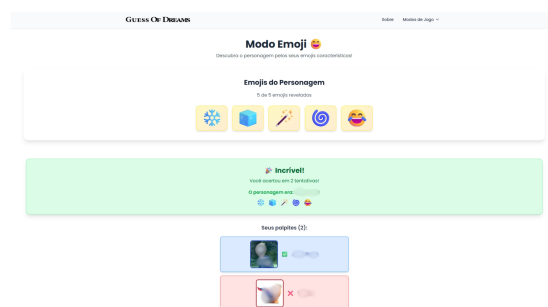 Guess Of Dreams
Sobre
Modos de Jogo
Modo Emoji 😄
Descubra o personagem pelos seus emojis característicos!
Emojis do Personagem
5 de 5 emojis revelados
❄️ 🧊 🪄 🌀 😂
🎉 Incrível!
Você acertou em 2 tentativas!
O personagem era:
❄️ 🧊 🪄 🌀 😂
Seus palpites (2):